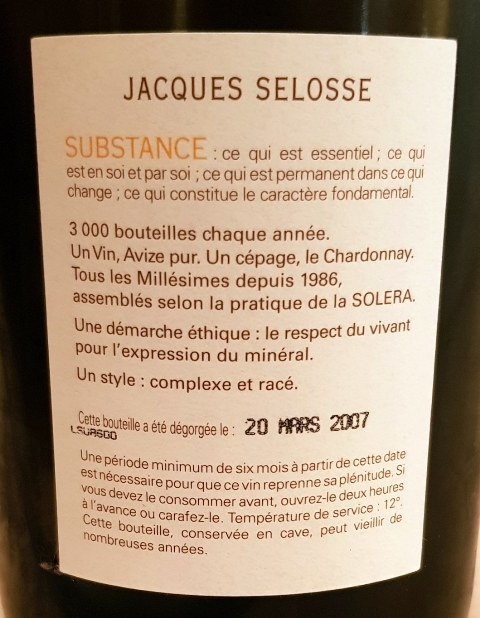 JACQUES SELOSSE
SUBSTANCE : ce qui est essentiel ; ce qui
est en soi et par soi ; ce qui est permanent dans ce qui
change ; ce qui constitue le caractère fondamental.
3 000 bouteilles chaque année.
Un Vin, Avize pur. Un cépage, le Chardonnay.
Tous les Millésimes depuis 1986,
assemblés selon la pratique de la SOLERA.
Une démarche éthique : le respect du vivant
pour l'expression du minéral.
Un style : complexe et racé.
Cette bouteille a été dégorgée le : 20 MARS 2007
Une période minimum de six mois à partir de cette date
est nécessaire pour que ce vin reprenne sa plénitude. Si
vous devez le consommer avant, ouvrez-le deux heures
à l'avance ou carafez-le. Température de service : 12°.
Cette bouteille, conservée en cave, peut vieillir de
nombreuses années.